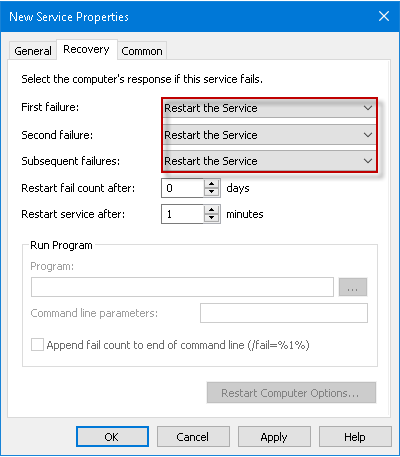 New Service Properties
General Recovery Common
Select the computer's response if this service fails.
First failure: Restart the Service
Second failure: Restart the Service
Subsequent failures: Restart the Service
Restart fail count after: 0 days
Restart service after: 1 minutes
Run Program
Program:
...
Command line parameters:
Append fail count to end of command line (/fail=%1%)
Restart Computer Options...
OK Cancel Apply Help